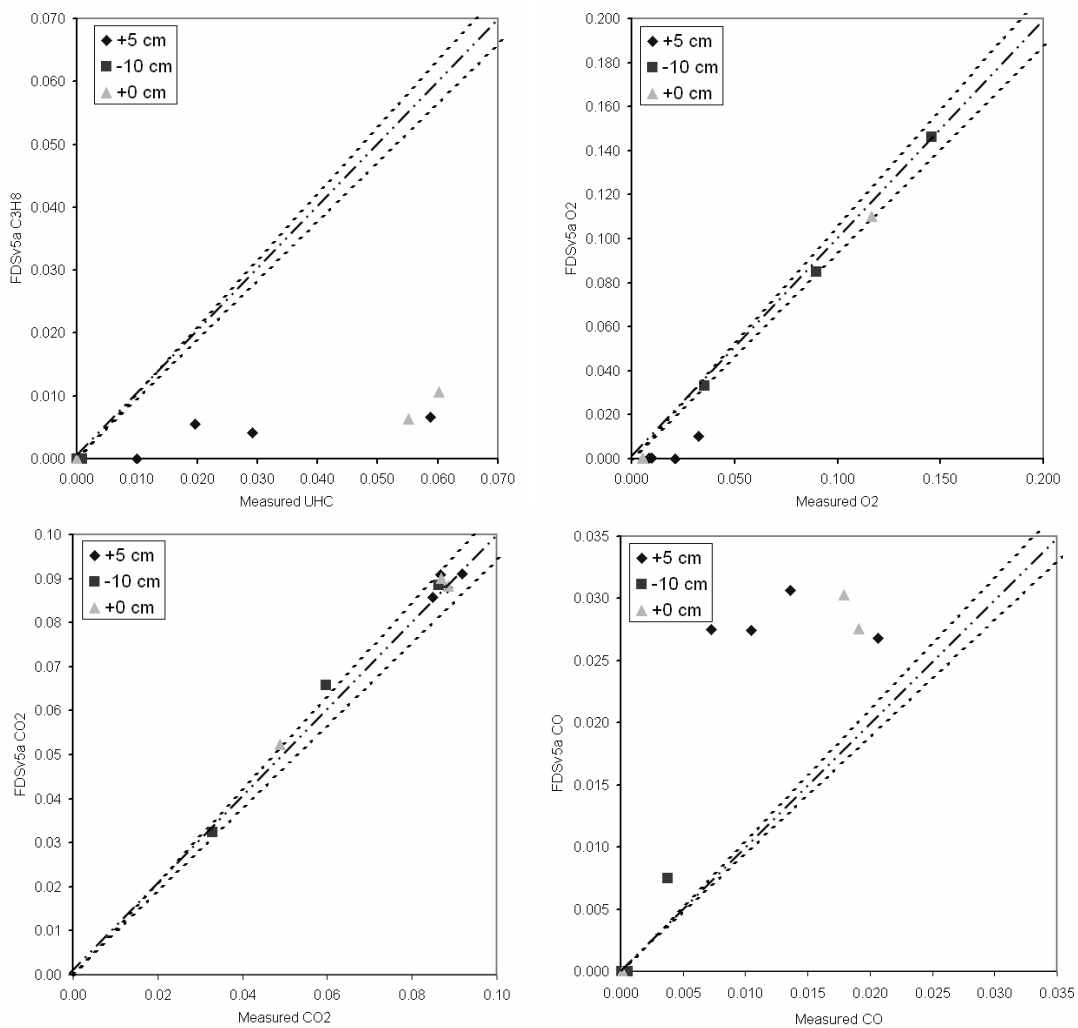 0.070
0.060
0.050
0.040
0.030
0.020
0.010
0.000
FDSv5a C3H8
+5 cm
-10 cm
+0 cm
0.000 0.010 0.020 0.030 0.040 0.050 0.060 0.070
Measured UHC
0.200
0.180
0.160
0.140
0.120
0.100
0.080
0.060
0.040
0.020
0.000
FDSv5a O2
+5 cm
-10 cm
+0 cm
0.000 0.050 0.100 0.150 0.200
Measured O2
0.10
0.09
0.08
0.07
0.06
0.05
0.04
0.03
0.02
0.01
0.00
FDSv5a CO2
+5 cm
-10 cm
+0 cm
0.00 0.02 0.04 0.06 0.08 0.10
Measured CO2
0.035
0.030
0.025
0.020
0.015
0.010
0.005
0.000
FDSv5a CO
+5 cm
-10 cm
+0 cm
0.000 0.005 0.010 0.015 0.020 0.025 0.030 0.035
Measured CO